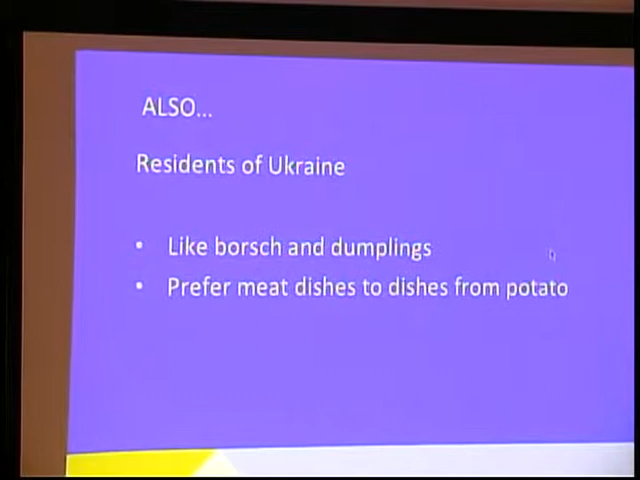 ALSO...
Residents of Ukraine
• Like borsch and dumplings
• Prefer meat dishes to dishes from potato